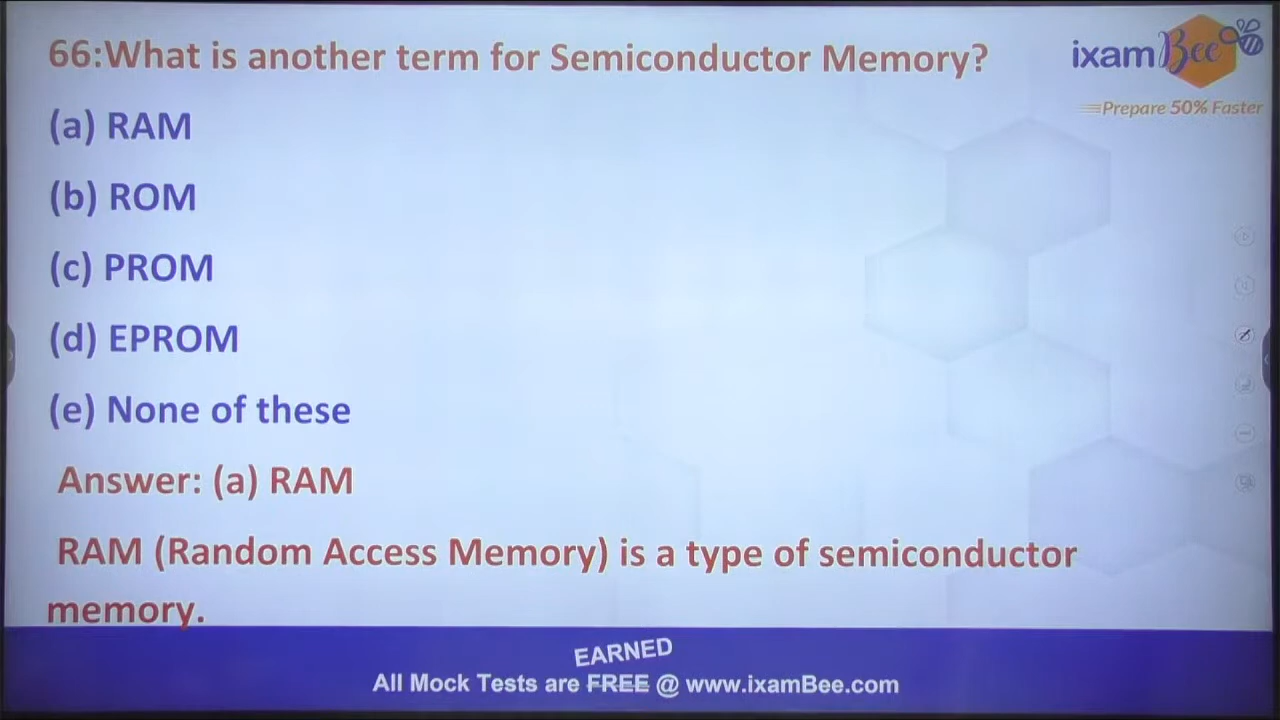 66:What is another term for Semiconductor Memory?
ixamBee
Prepare 50% Faster
(a) RAM
(b) ROM
(c) PROM
(d) EPROM
(e) None of these
Answer: (a) RAM
RAM (Random Access Memory) is a type of semiconductor
memory.
EARNED
All Mock Tests are FREE @ www.ixamBee.com